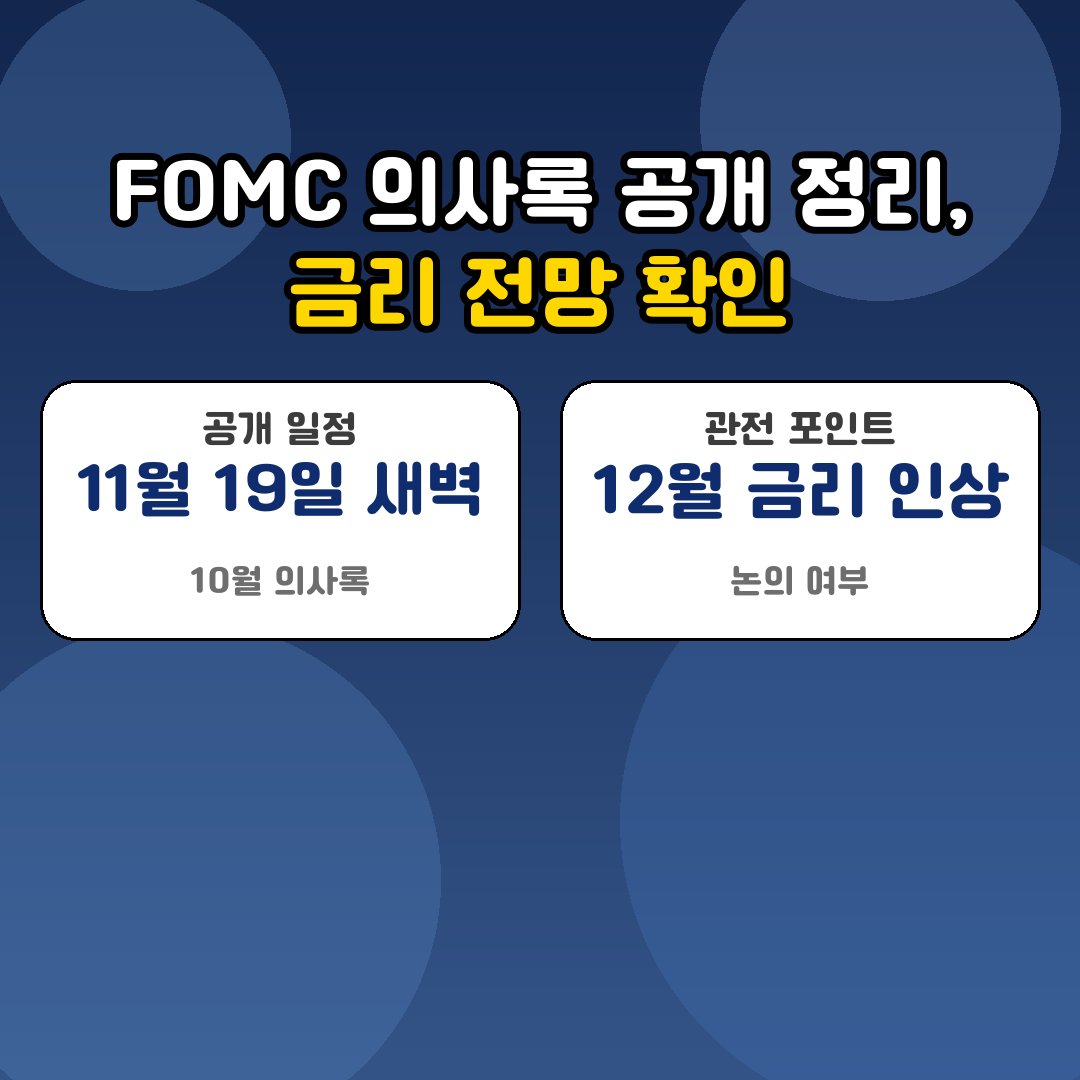 FOMC 의사록 공개 정리,
금리 전망 확인
공개 일정
11월 19일 새벽
10월 의사록
관전 포인트
12월 금리 인상
논의 여부